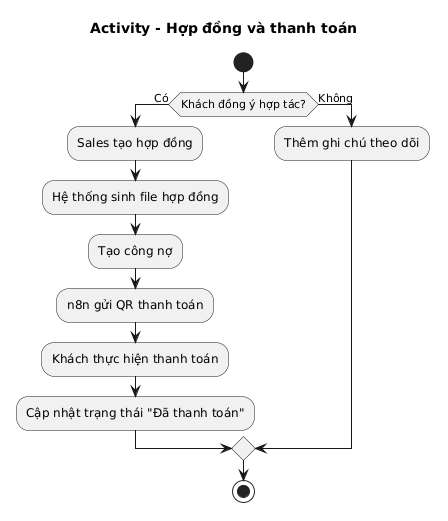 Activity - Hợp đồng và thanh toán
Khách đồng ý hợp tác?
Có
Không
Sales tạo hợp đồng
Thêm ghi chú theo dõi
Hệ thống sinh file hợp đồng
Tạo công nợ
n8n gửi QR thanh toán
Khách thực hiện thanh toán
Cập nhật trạng thái "Đã thanh toán"